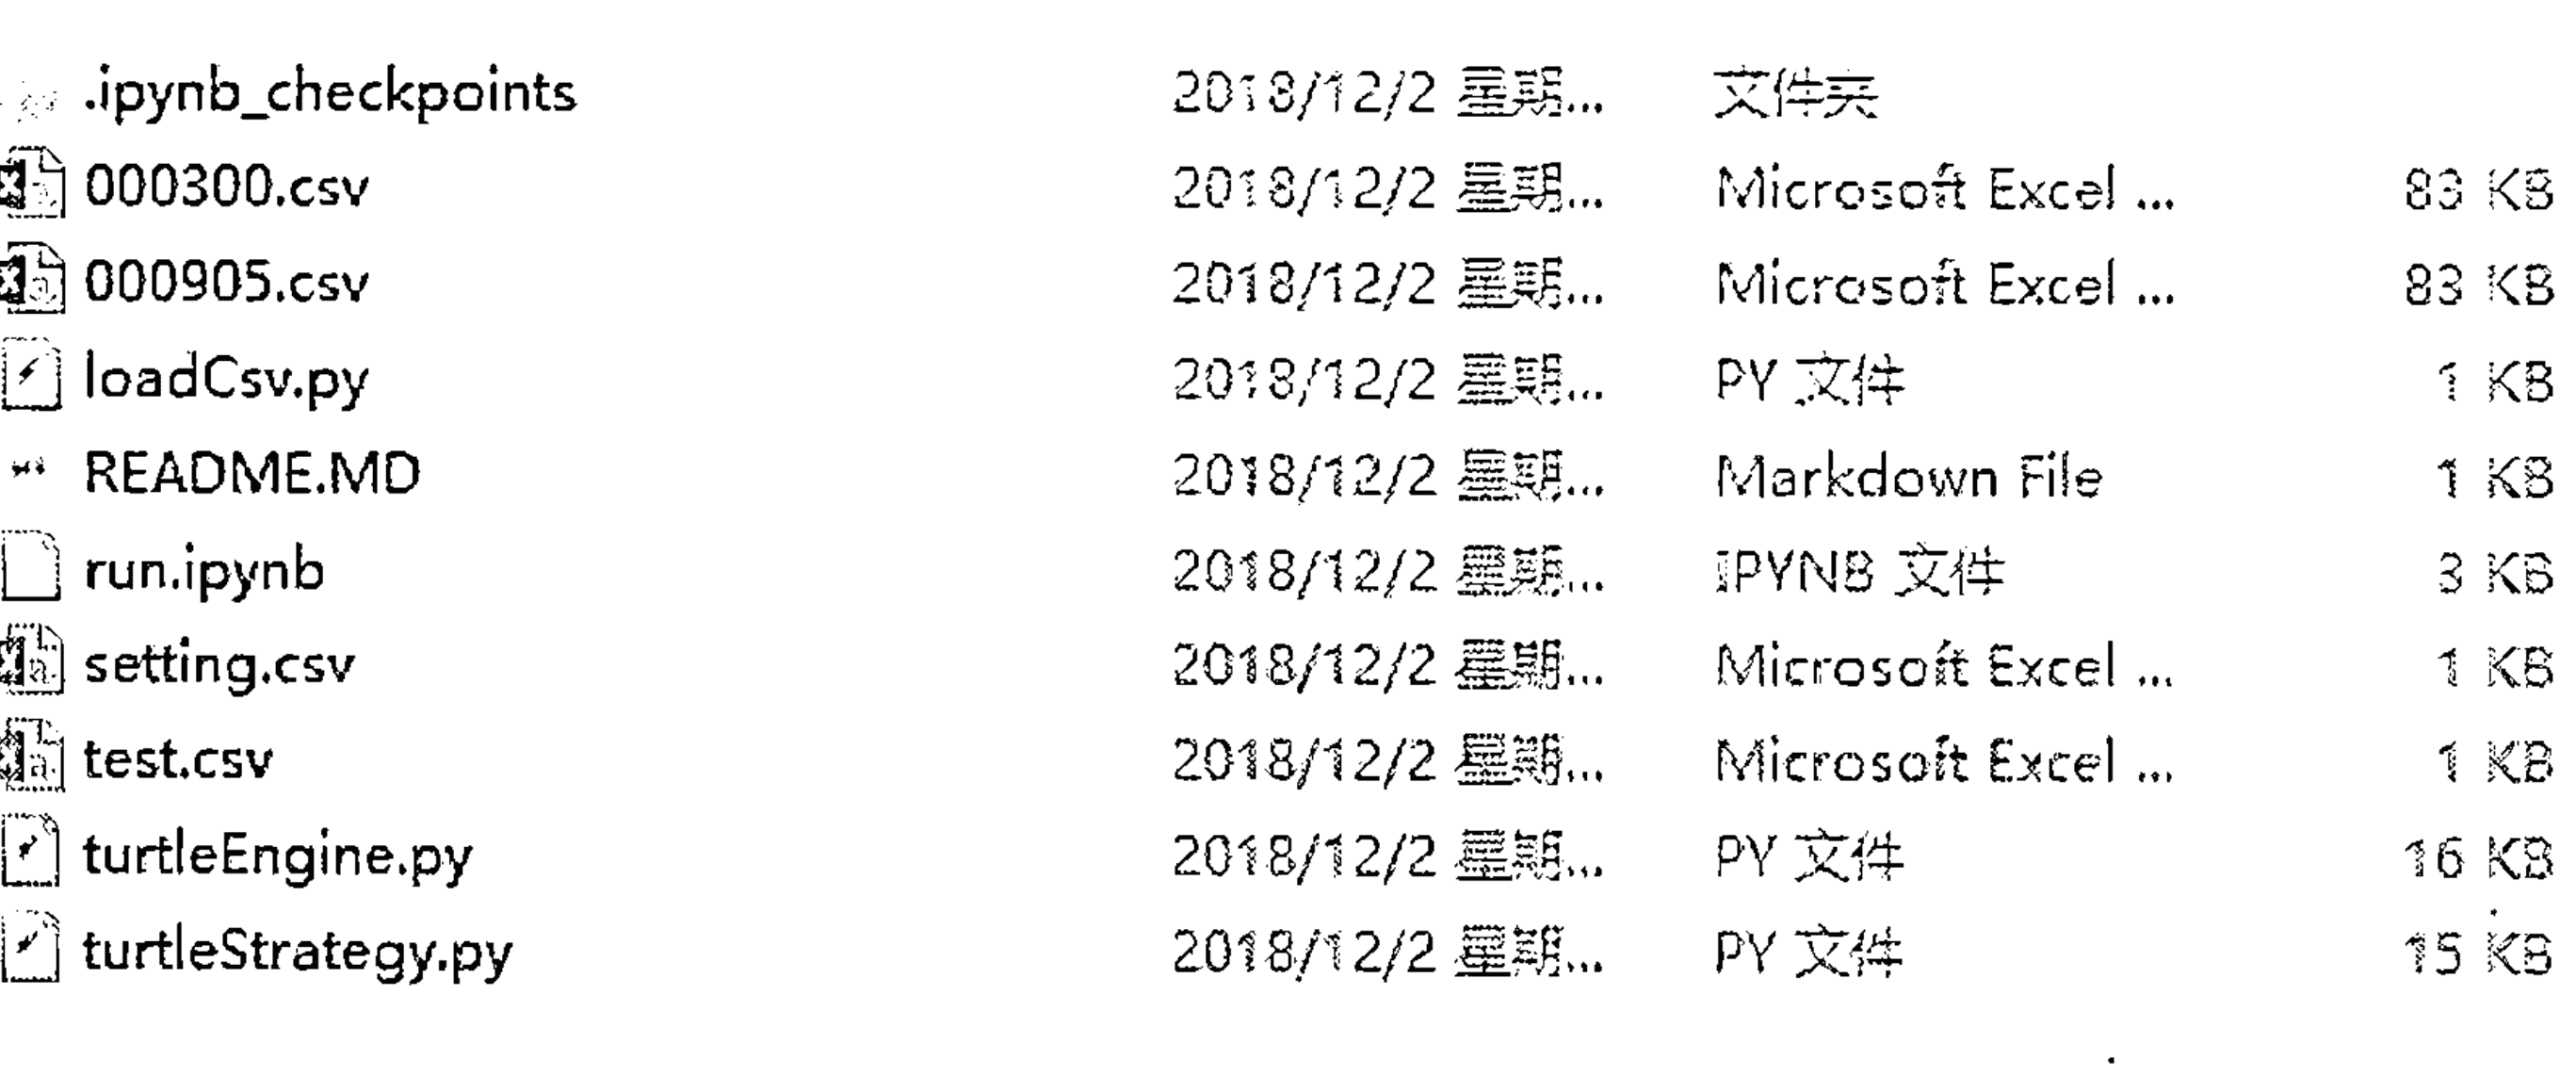 .ipynb_checkpoints 2018/12/2 星期... 文件夹
000300.csv 2018/12/2 星期... Microsoft Excel ... 83 KB
000905.csv 2018/12/2 星期... Microsoft Excel ... 83 KB
loadCsv.py 2018/12/2 星期... PY 文件 1 KB
README.MD 2018/12/2 星期... Markdown File 1 KB
run.ipynb 2018/12/2 星期... IPYNB 文件 3 KB
setting.csv 2018/12/2 星期... Microsoft Excel ... 1 KB
test.csv 2018/12/2 星期... Microsoft Excel ... 1 KB
turtleEngine.py 2018/12/2 星期... PY 文件 16 KB
turtleStrategy.py 2018/12/2 星期... PY 文件 15 KB